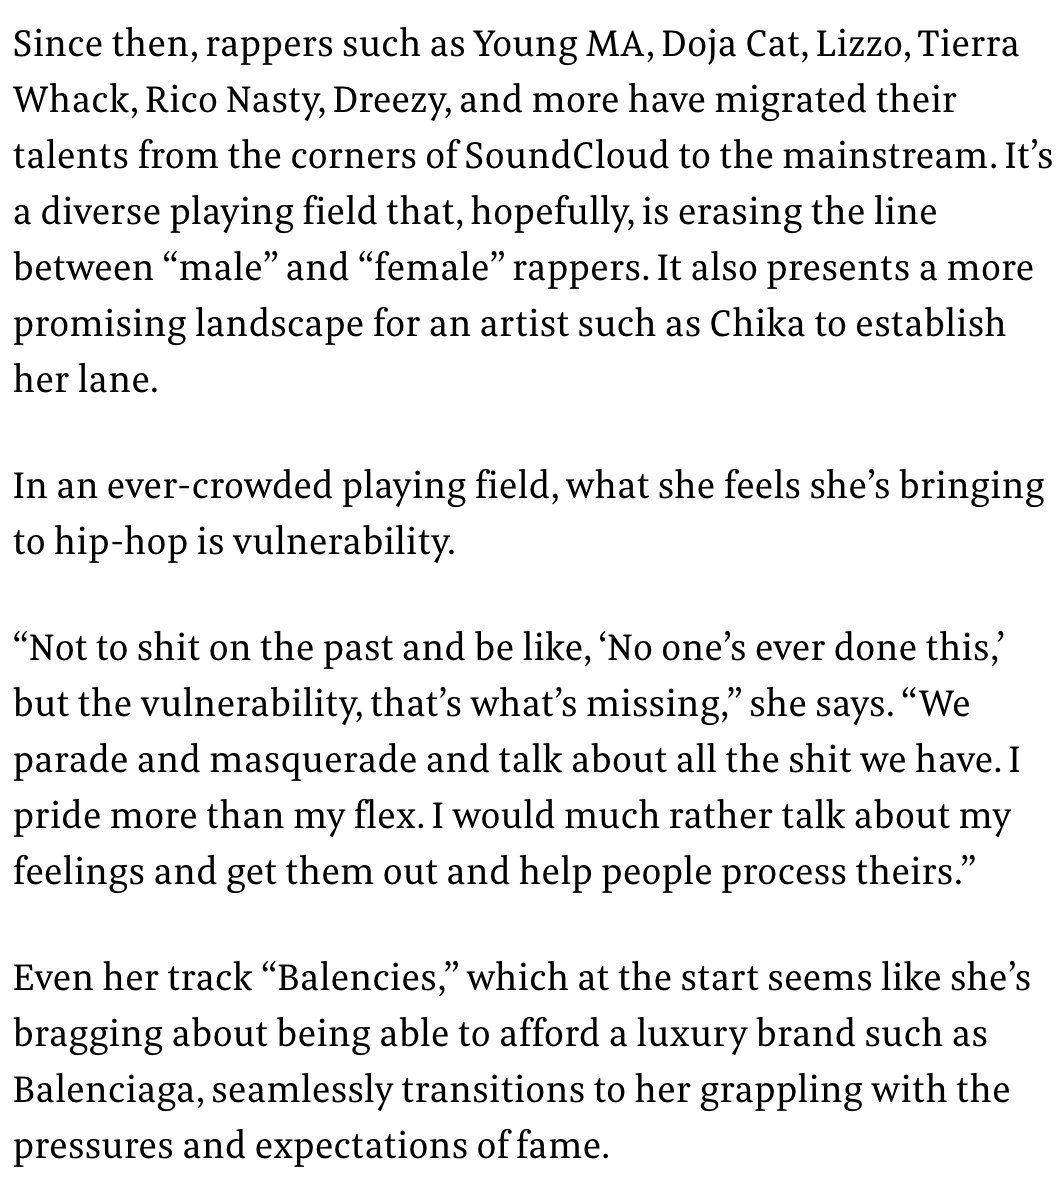 Since then, rappers such as Young MA, Doja Cat, Lizzo, Tierra
Whack, Rico Nasty, Dreezy, and more have migrated their
talents from the corners of SoundCloud to the mainstream. It’s
a diverse playing field that, hopefully, is erasing the line
between “male” and “female” rappers. It also presents a more
promising landscape for an artist such as Chika to establish
her lane.
In an ever-crowded playing field, what she feels she’s bringing
to hip-hop is vulnerability.
“Not to shit on the past and be like, ‘No one’s ever done this,’
but the vulnerability, that’s what’s missing,” she says. “We
parade and masquerade and talk about all the shit we have. I
pride more than my flex. I would much rather talk about my
feelings and get them out and help people process theirs.”
Even her track “Balencies,” which at the start seems like she’s
bragging about being able to afford a luxury brand such as
Balenciaga, seamlessly transitions to her grappling with the
pressures and expectations of fame.